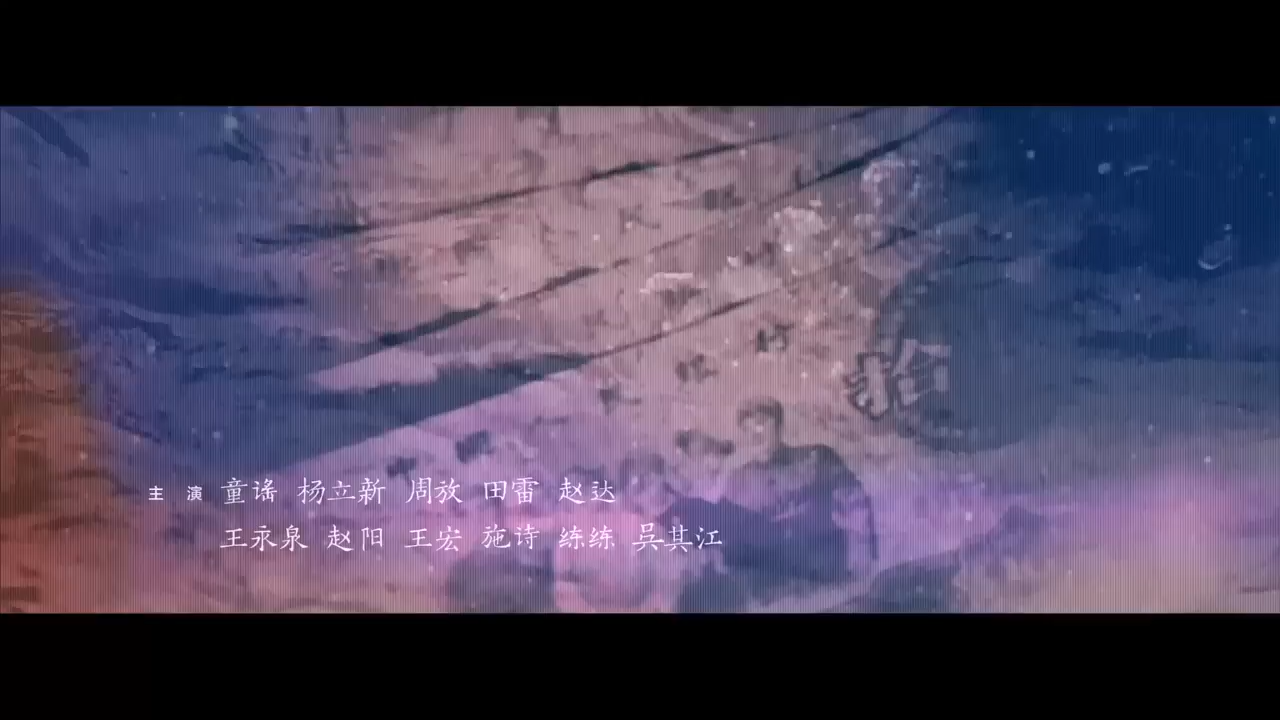 拾
主 演 童谣 杨立新 周放 田雷 赵达
王永泉 赵阳 王宏 施诗 练练 吴其江